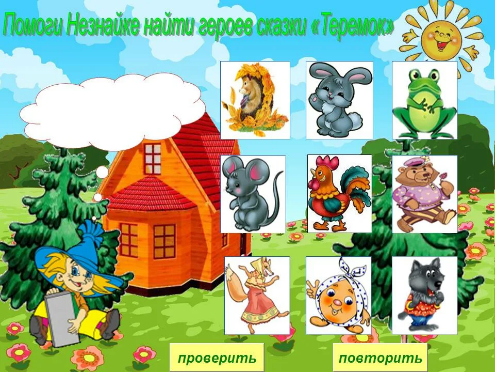 Помоги Незнайке найти героев сказки «Теремок»
проверить
повторить